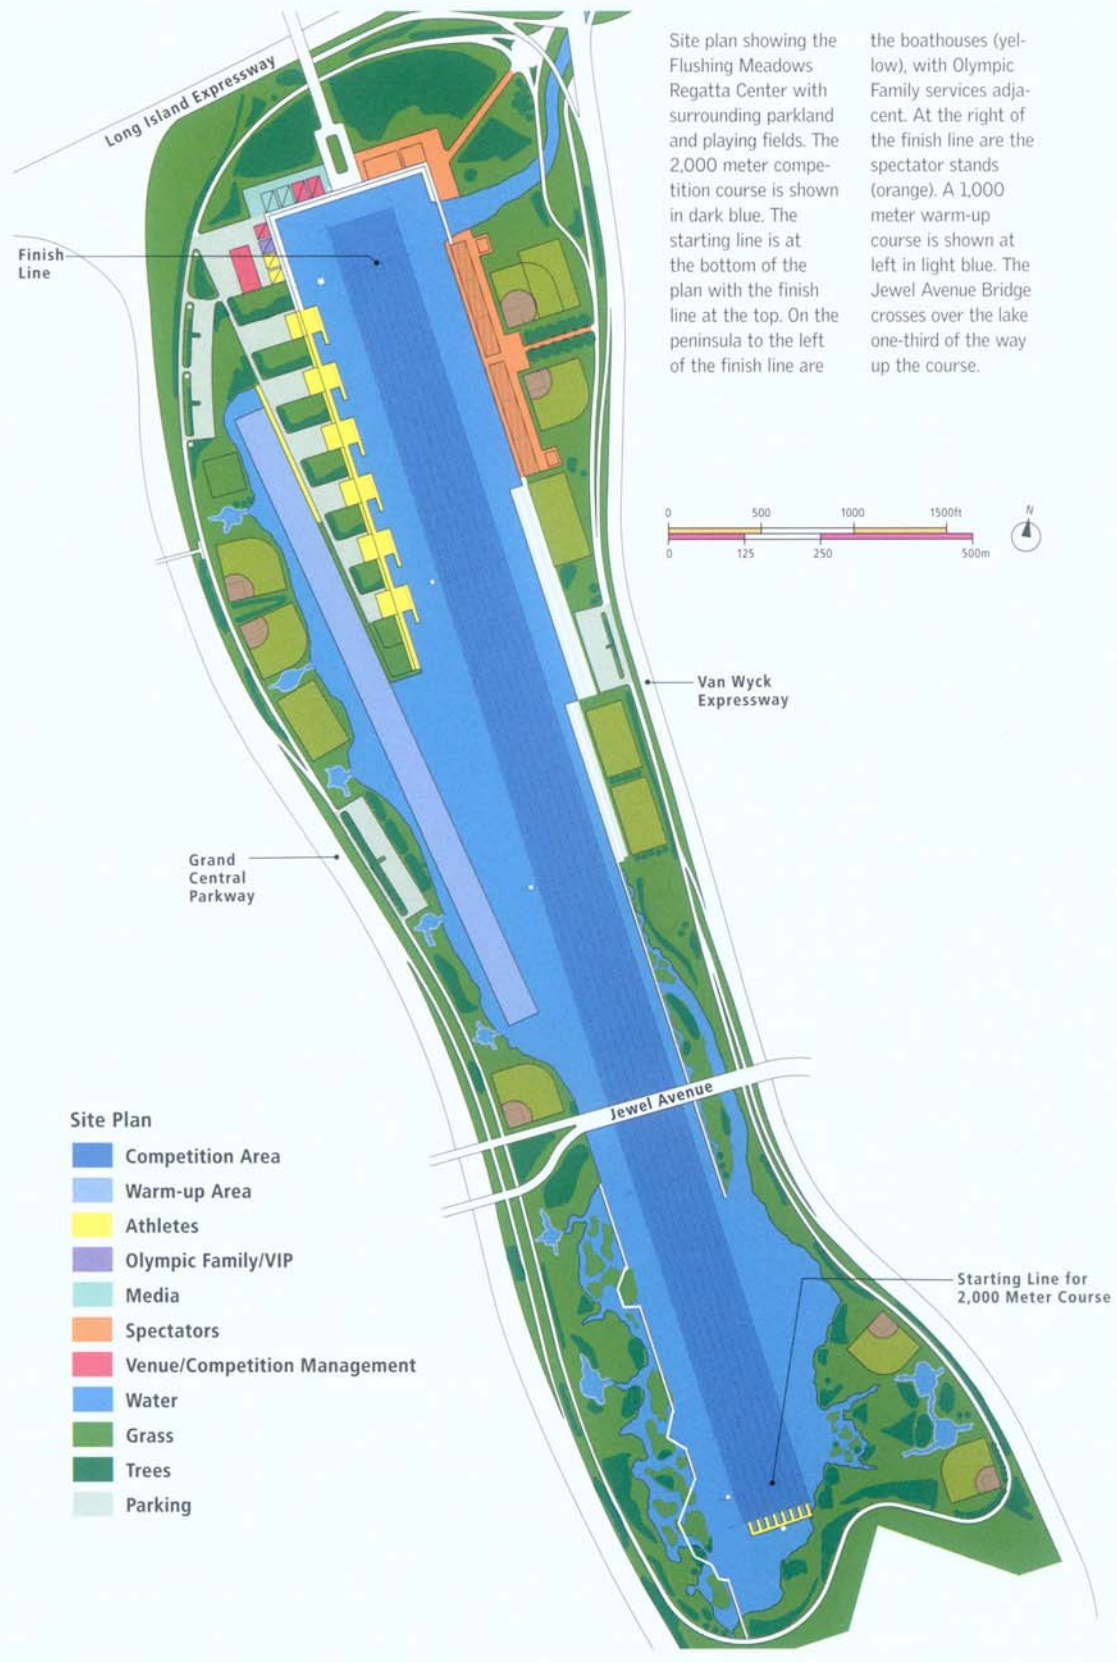 Long Island Expressway
Site plan showing the
Flushing Meadows
Regatta Center with
surrounding parkland
and playing fields. The
2,000 meter compe-
tition course is shown
in dark blue. The
starting line is at
the bottom of the
plan with the finish
line at the top. On the
peninsula to the left
of the finish line are
the boathouses (yel-
low), with Olympic
Family services adja-
cent. At the right of
the finish line are the
spectator stands
(orange). A 1,000
meter warm-up
course is shown at
left in light blue. The
Jewel Avenue Bridge
crosses over the lake
one-third of the way
up the course.
Finish
Line
0 500 1000 1500ft
0 125 250 500m
N
Van Wyck
Expressway
Grand
Central
Parkway
Jewel Avenue
Site Plan
Competition Area
Warm-up Area
Athletes
Olympic Family/VIP
Media
Spectators
Venue/Competition Management
Water
Grass
Trees
Parking
Starting Line for
2,000 Meter Course